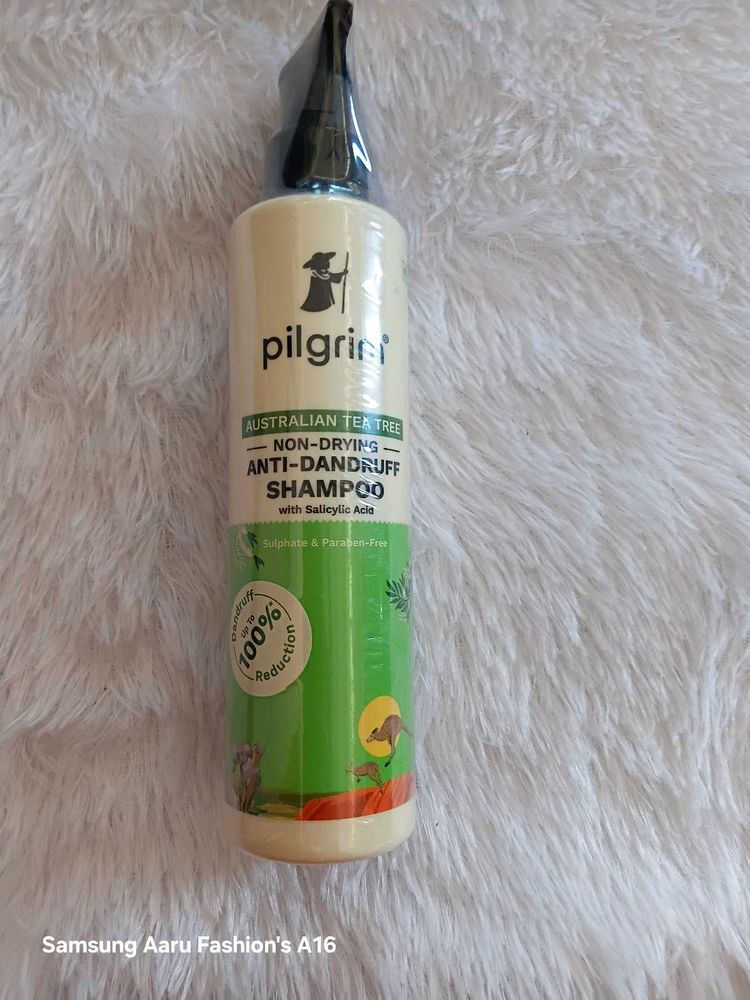 pilgrim®
AUSTRALIAN TEA TREE
NON-DRYING
ANTI-DANDRUFF
SHAMPOO
with Salicylic Acid
Sulphate & Paraben-Free
Dandruff
Up To
100%*
Reduction
Samsung Aaru Fashion's A16